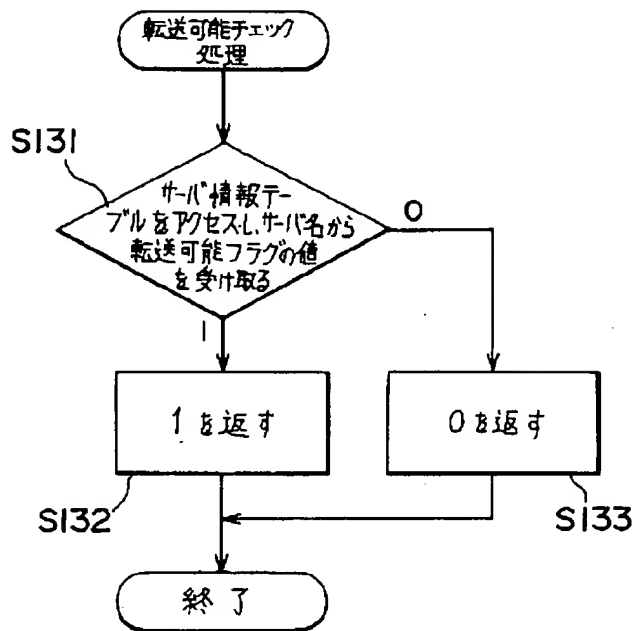 転送可能チェック
処理
S131
サーバ情報テー
ブルをアクセスし、サーバ名から
転送可能フラグの値
を受け取る
0
1
1を返す
0を返す
S132
S133
終了